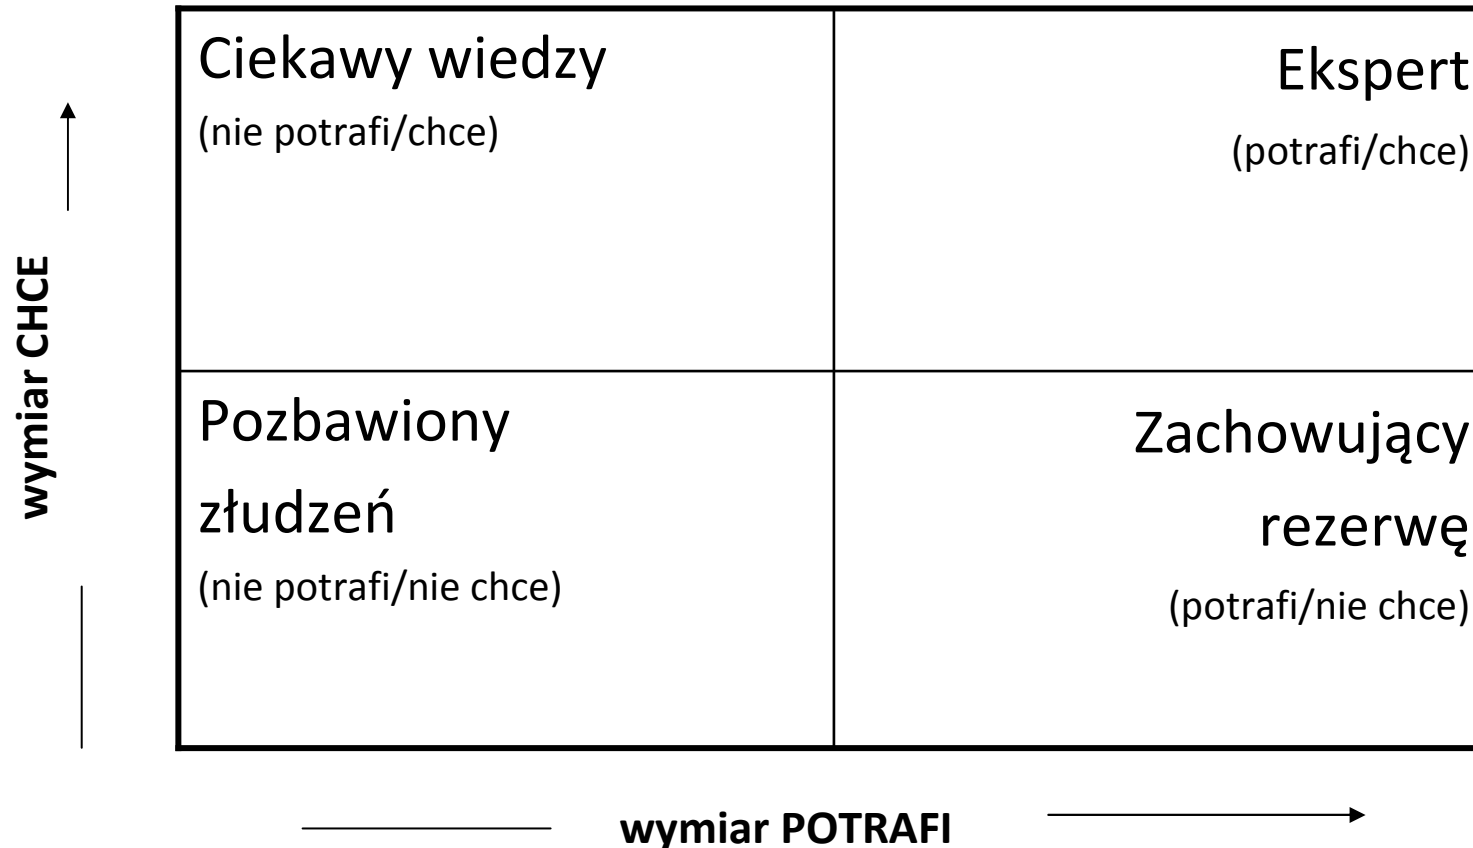 Ciekawy wiedzy
(nie potrafi/chce)
Ekspert
(potrafi/chce)
wymiar CHCE
Pozbawiony
złudzeń
(nie potrafi/nie chce)
Zachowujący
rezerwę
(potrafi/nie chce)
wymiar POTRAFI